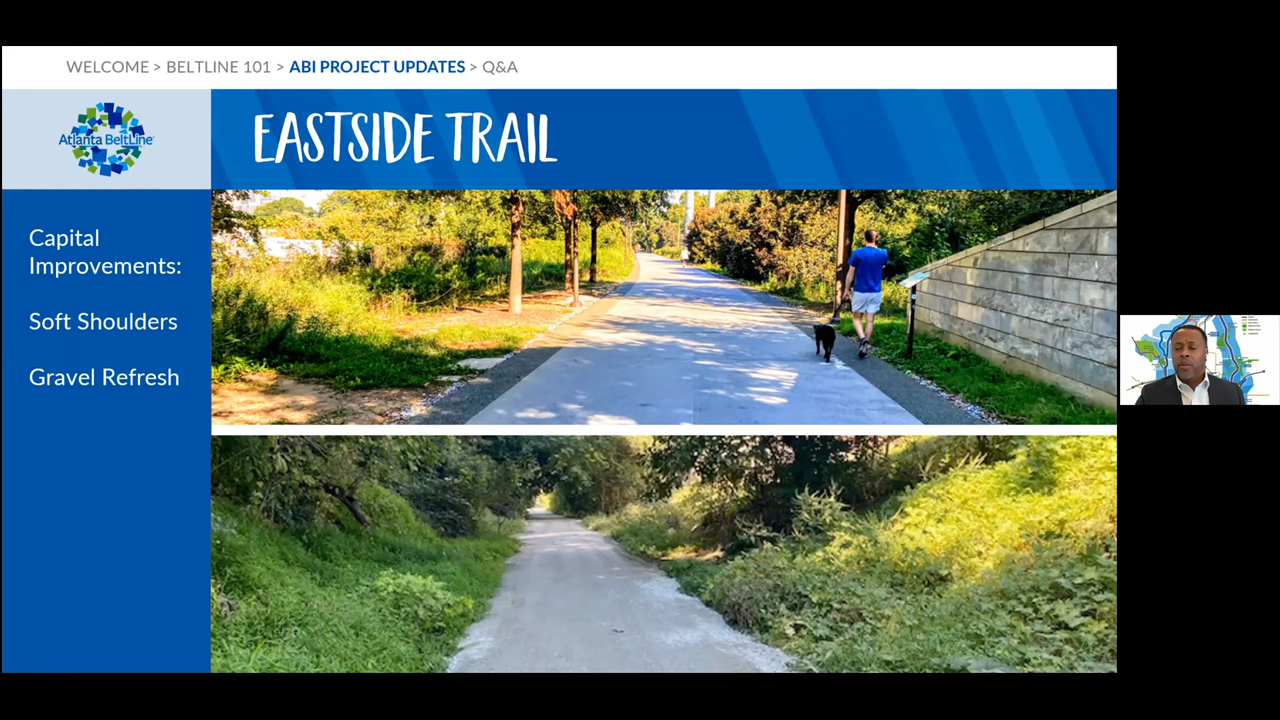 WELCOME > BELTLINE 101 > ABI PROJECT UPDATES > Q&A
Atlanta BeltLine
EASTSIDE TRAIL
Capital
Improvements:
Soft Shoulders
Gravel Refresh